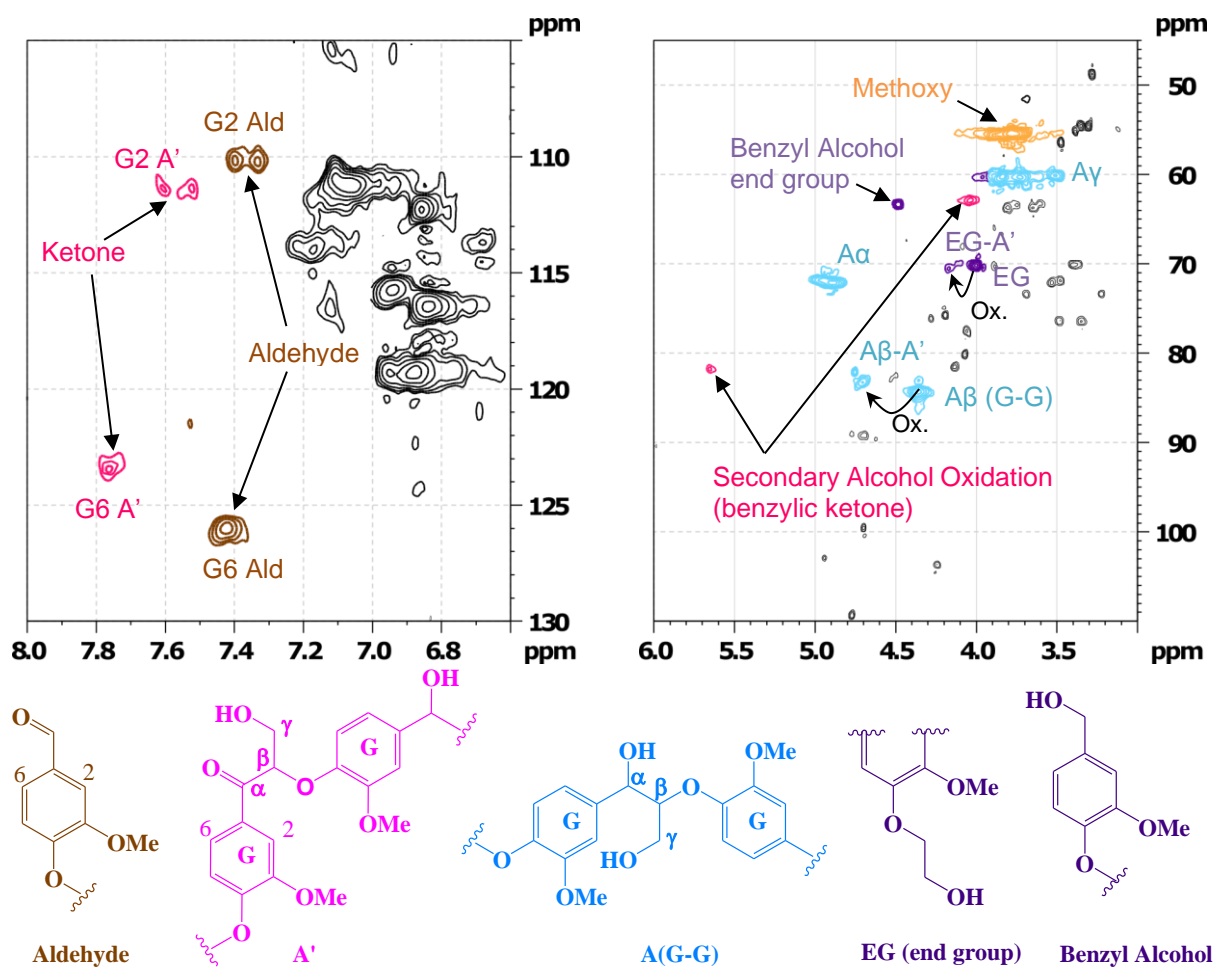 ppm
G2 Ald
G2 A'
Ketone
Aldehyde
G6 A'
G6 Ald
110
115
120
125
130
8.0 7.8 7.6 7.4 7.2 7.0 6.8 ppm
ppm
Methoxy
Benzyl Alcohol
end group
Aγ
Aα
EG-A'
EG
Ox.
Aβ-A'
Aβ (G-G)
Ox.
Secondary Alcohol Oxidation
(benzylic ketone)
50
60
70
80
90
100
6.0 5.5 5.0 4.5 4.0 3.5 ppm
O
6
2
OMe
O
Aldehyde
OH
HO
γ
G
β
O
α
O
OMe
6
2
G
OMe
O
A'
OH
OMe
α
β
O
G
G
γ
O
HO
OMe
A(G-G)
OMe
O
OH
EG (end group)
HO
OMe
O
Benzyl Alcohol